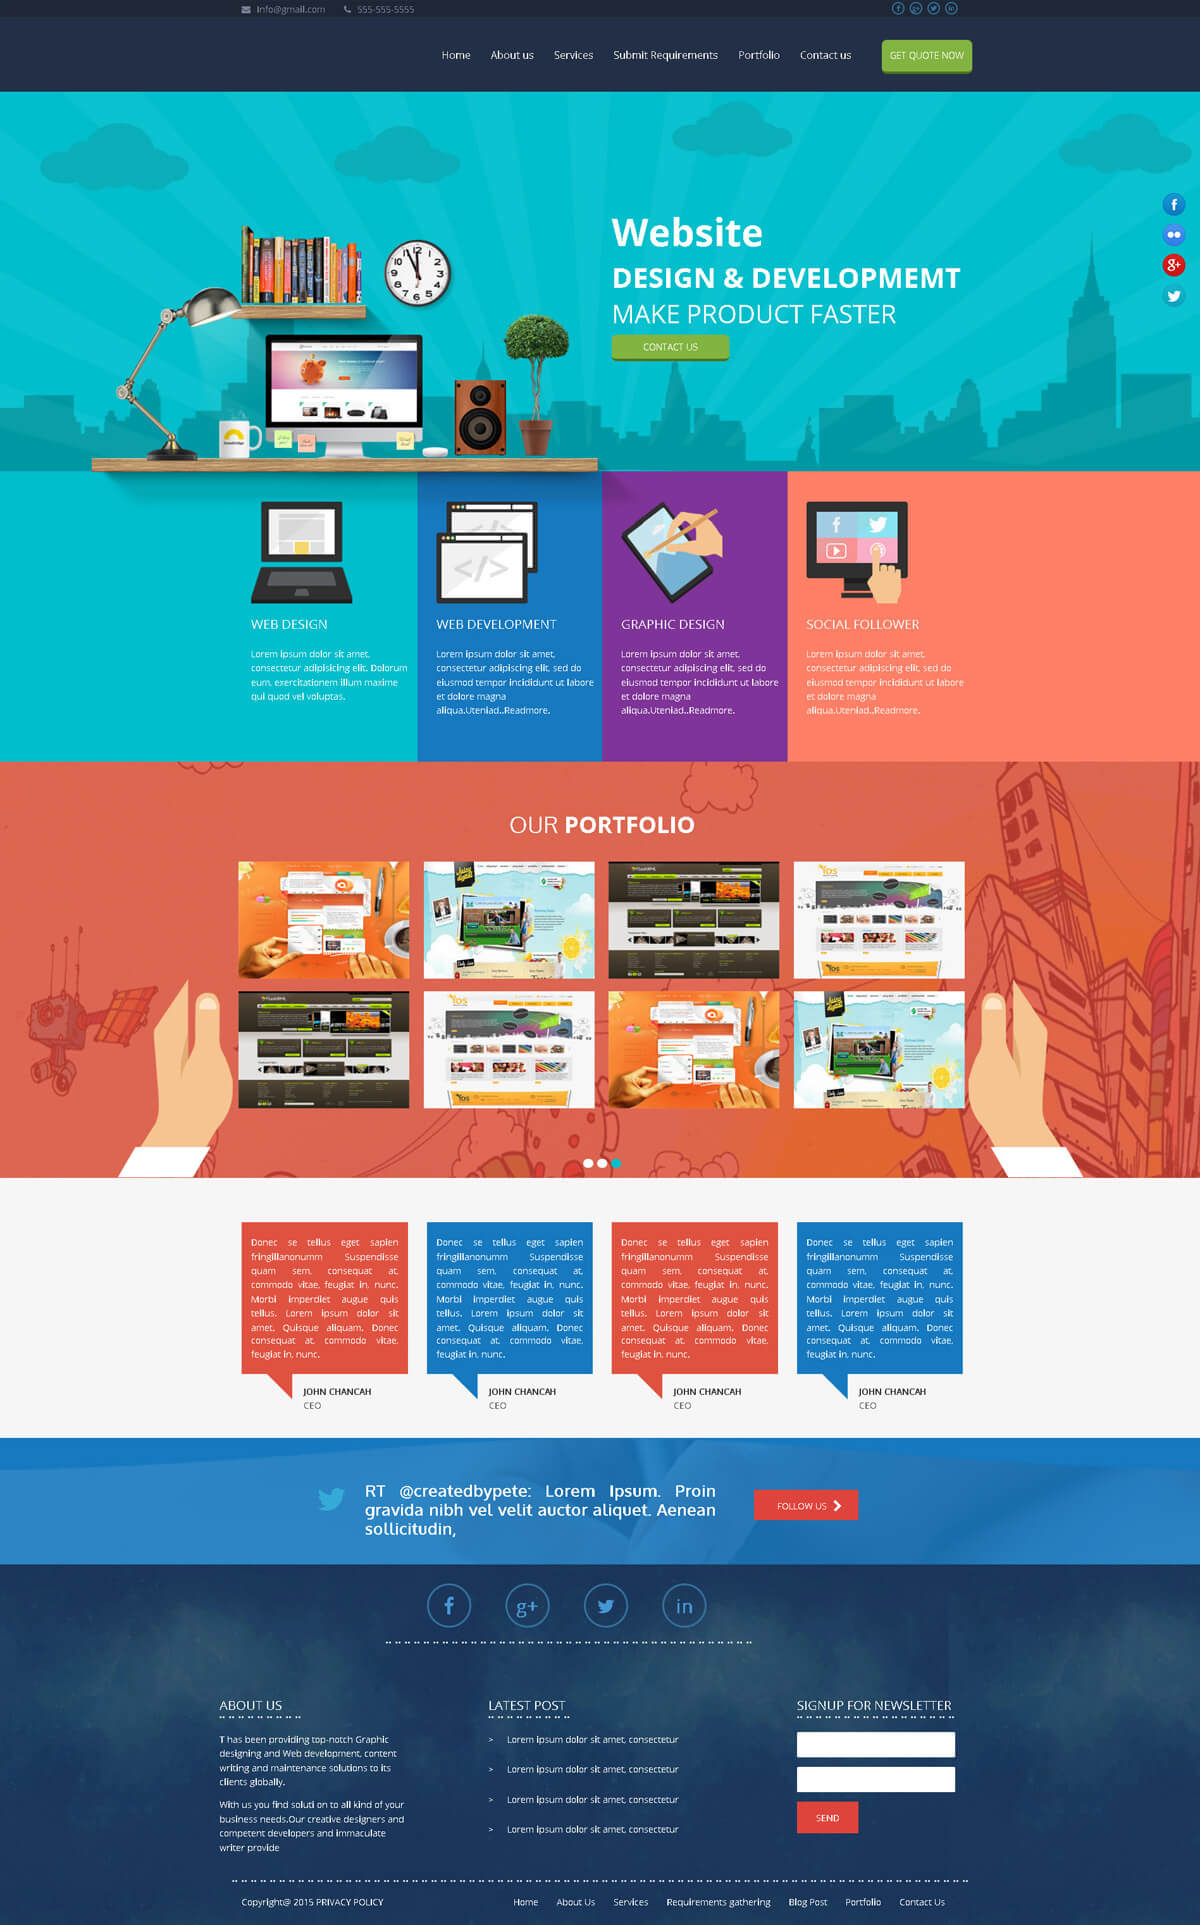 Info@gmail.com 555-555-5555
Home About us Services Submit Requirements Portfolio Contact us GET QUOTE NOW
Website
DESIGN & DEVELOPMEMT
MAKE PRODUCT FASTER
CONTACT US
WEB DESIGN
Lorem ipsum dolor sit amet,
consectetur adipisicing elit. Dolorum
eum, exercitationem illum maxime
qui quod vel voluptas.
WEB DEVELOPMENT
Lorem ipsum dolor sit amet,
consectetur adipiscing elit, sed do
eiusmod tempor incididunt ut labore
et dolore magna
aliqua.Uteniad..Readmore.
GRAPHIC DESIGN
Lorem ipsum dolor sit amet,
consectetur adipiscing elit, sed do
eiusmod tempor incididunt ut labore
et dolore magna
aliqua.Uteniad..Readmore.
SOCIAL FOLLOWER
Lorem ipsum dolor sit amet,
consectetur adipiscing elit, sed do
eiusmod tempor incididunt ut labore
et dolore magna
aliqua.Uteniad..Readmore.
OUR PORTFOLIO
Donec se tellus eget sapien
fringillanonumm Suspendisse
quam sem, consequat at,
commodo vitae, feugiat in, nunc.
Morbi imperdiet augue quis
tellus. Lorem ipsum dolor sit
amet, Quisque aliquam. Donec
consequat at, commodo vitae,
feugiat in, nunc.
JOHN CHANCAH
CEO
Donec se tellus eget sapien
fringillanonumm Suspendisse
quam sem, consequat at,
commodo vitae, feugiat in, nunc.
Morbi imperdiet augue quis
tellus. Lorem ipsum dolor sit
amet, Quisque aliquam. Donec
consequat at, commodo vitae,
feugiat in, nunc.
JOHN CHANCAH
CEO
Donec se tellus eget sapien
fringillanonumm Suspendisse
quam sem, consequat at,
commodo vitae, feugiat in, nunc.
Morbi imperdiet augue quis
tellus. Lorem ipsum dolor sit
amet, Quisque aliquam. Donec
consequat at, commodo vitae,
feugiat in, nunc.
JOHN CHANCAH
CEO
Donec se tellus eget sapien
fringillanonumm Suspendisse
quam sem, consequat at,
commodo vitae, feugiat in, nunc.
Morbi imperdiet augue quis
tellus. Lorem ipsum dolor sit
amet, Quisque aliquam. Donec
consequat at, commodo vitae,
feugiat in, nunc.
JOHN CHANCAH
CEO
RT @createdbypete: Lorem Ipsum. Proin
gravida nibh vel velit auctor aliquet. Aenean
sollicitudin,
FOLLOW US
ABOUT US
T has been providing top-notch Graphic
designing and Web development, content
writing and maintenance solutions to its
clients globally.
With us you find soluti on to all kind of your
business needs.Our creative designers and
competent developers and immaculate
writer provide
LATEST POST
> Lorem ipsum dolor sit amet, consectetur
> Lorem ipsum dolor sit amet, consectetur
> Lorem ipsum dolor sit amet, consectetur
> Lorem ipsum dolor sit amet, consectetur
SIGNUP FOR NEWSLETTER
SEND
Copyright@ 2015 PRIVACY POLICY
Home About Us Services Requirements gathering Blog Post Portfolio Contact Us